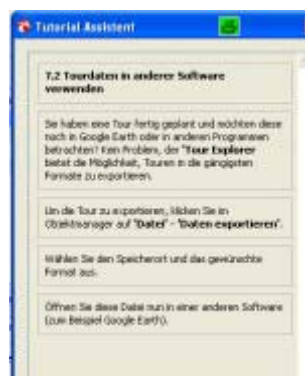 Tutorial Assistent
7.2 Tourdaten in anderer Software
verwenden
Sie haben eine Tour fertig geplant und möchten diese
noch in Google Earth oder in anderen Programmen
betrachten? Kein Problem, der "Tour Explorer
bietet die Möglichkeit, Touren in die gängigsten
Formate zu exportieren.
Um die Tour zu exportieren, klicken Sie im
Objektmanager auf "Datei" - "Daten exportieren".
Wählen Sie den Speicherort und das gewünschte
Format aus.
Öffnen Sie diese Datei nun in einer anderen Software
(zum Beispiel Google Earth).